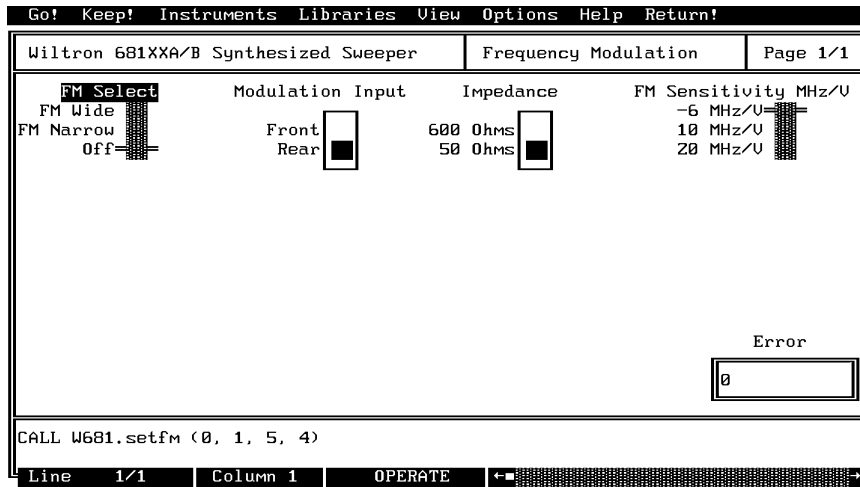 Go! Keep! Instruments Libraries View Options Help Return!
Wiltron 681XXA/B Synthesized Sweeper
Frequency Modulation
Page 1/1
FM Select
FM Wide
FM Narrow
Off
Modulation Input
Front
Rear
Impedance
600 Ohms
50 Ohms
FM Sensitivity MHz/V
-6 MHz/V
10 MHz/V
20 MHz/V
Error
0
CALL W681.setfm (0, 1, 5, 4)
Line 1/1 Column 1 OPERATE